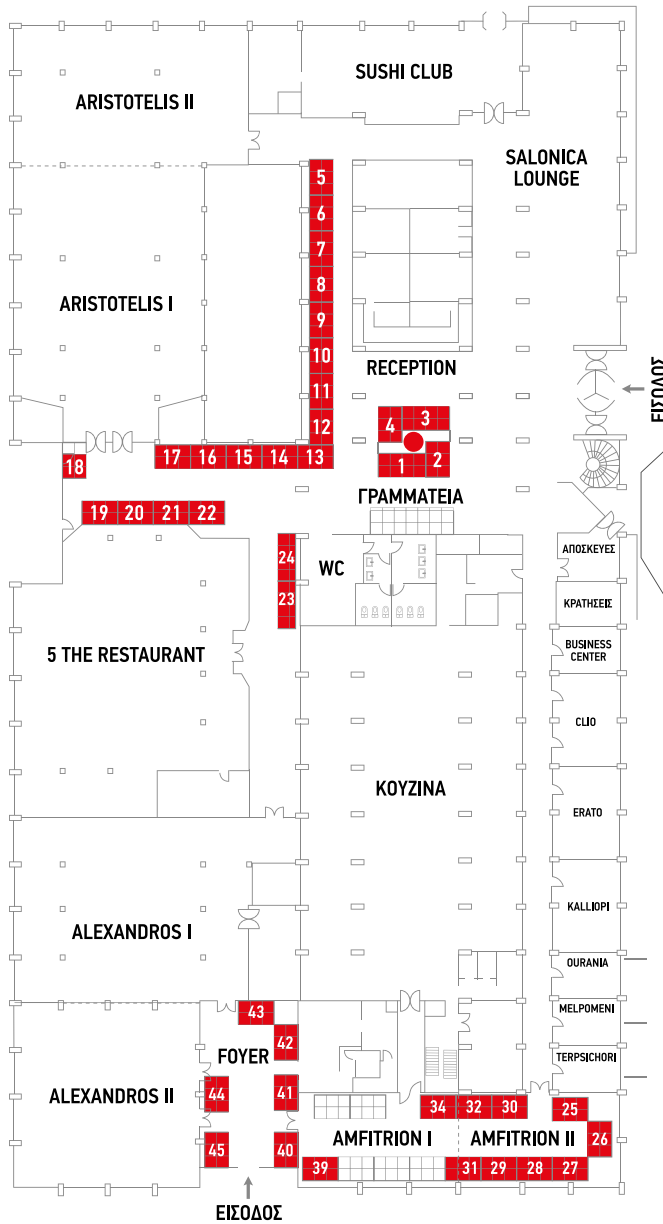 SUSHI CLUB
ARISTOTELIS II
SALONICA
LOUNGE
5
6
7
8
ARISTOTELIS I
9
10
RECEPTION
11
ΕΙΣΟΔΟΣ
12
4
3
1
2
17
16
15
14
13
18
ΓΡΑΜΜΑΤΕΙΑ
19
20
21
22
24
WC
ΑΠΟΣΚΕΥΕΣ
23
ΚΡΑΤΗΣΕΙΣ
5 THE RESTAURANT
BUSINESS
CENTER
CLIO
ΚΟΥΖΙΝΑ
ERATO
KALLIOPI
ALEXANDROS I
OURANIA
43
MELPOMENI
42
FOYER
TERPSICHORI
ALEXANDROS II
44
41
34
32
30
25
AMFITRION I
AMFITRION II
26
45
40
39
31
29
28
27
ΕΙΣΟΔΟΣ